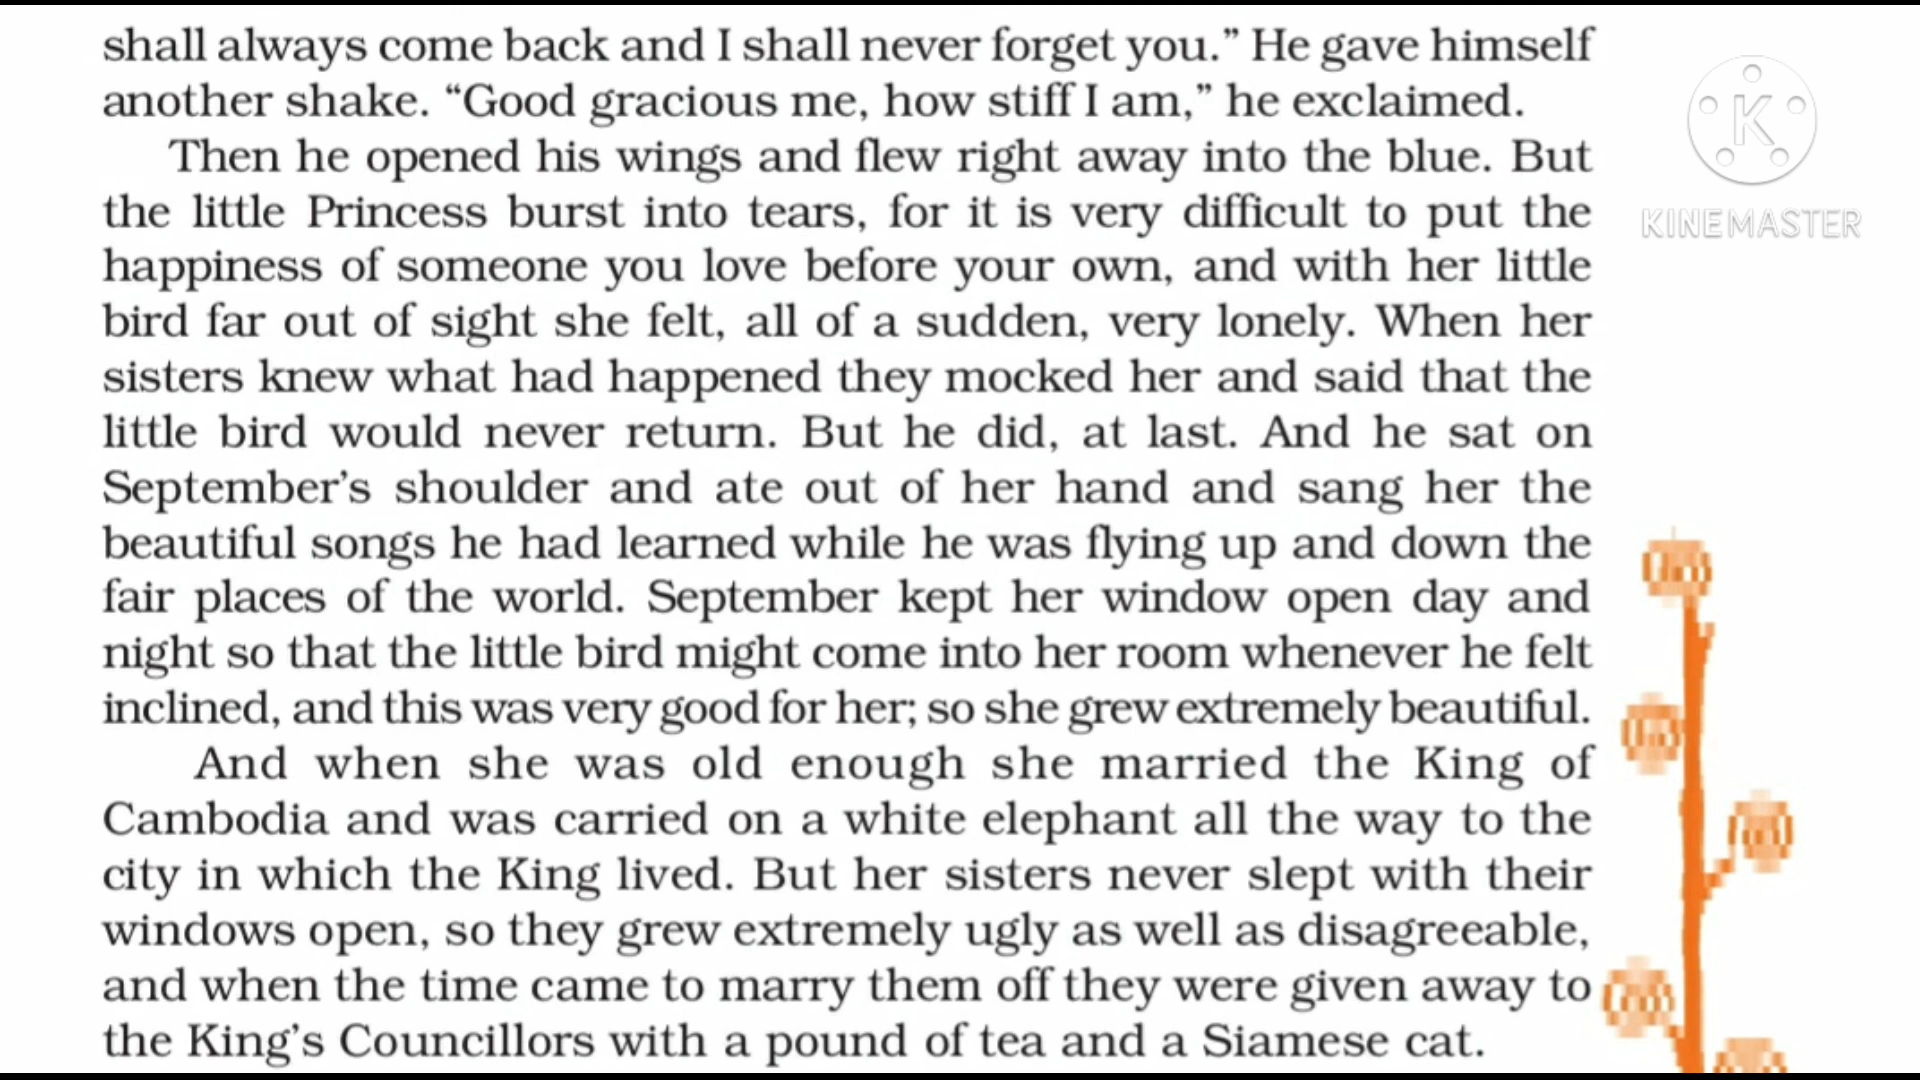 shall always come back and I shall never forget you.” He gave himself
another shake. “Good gracious me, how stiff I am,” he exclaimed.
Then he opened his wings and flew right away into the blue. But
the little Princess burst into tears, for it is very difficult to put the
happiness of someone you love before your own, and with her little
bird far out of sight she felt, all of a sudden, very lonely. When her
sisters knew what had happened they mocked her and said that the
little bird would never return. But he did, at last. And he sat on
September’s shoulder and ate out of her hand and sang her the
beautiful songs he had learned while he was flying up and down the
fair places of the world. September kept her window open day and
night so that the little bird might come into her room whenever he felt
inclined, and this was very good for her; so she grew extremely beautiful.
And when she was old enough she married the King of
Cambodia and was carried on a white elephant all the way to the
city in which the King lived. But her sisters never slept with their
windows open, so they grew extremely ugly as well as disagreeable,
and when the time came to marry them off they were given away to
the King’s Councillors with a pound of tea and a Siamese cat.
K
KINEMASTER